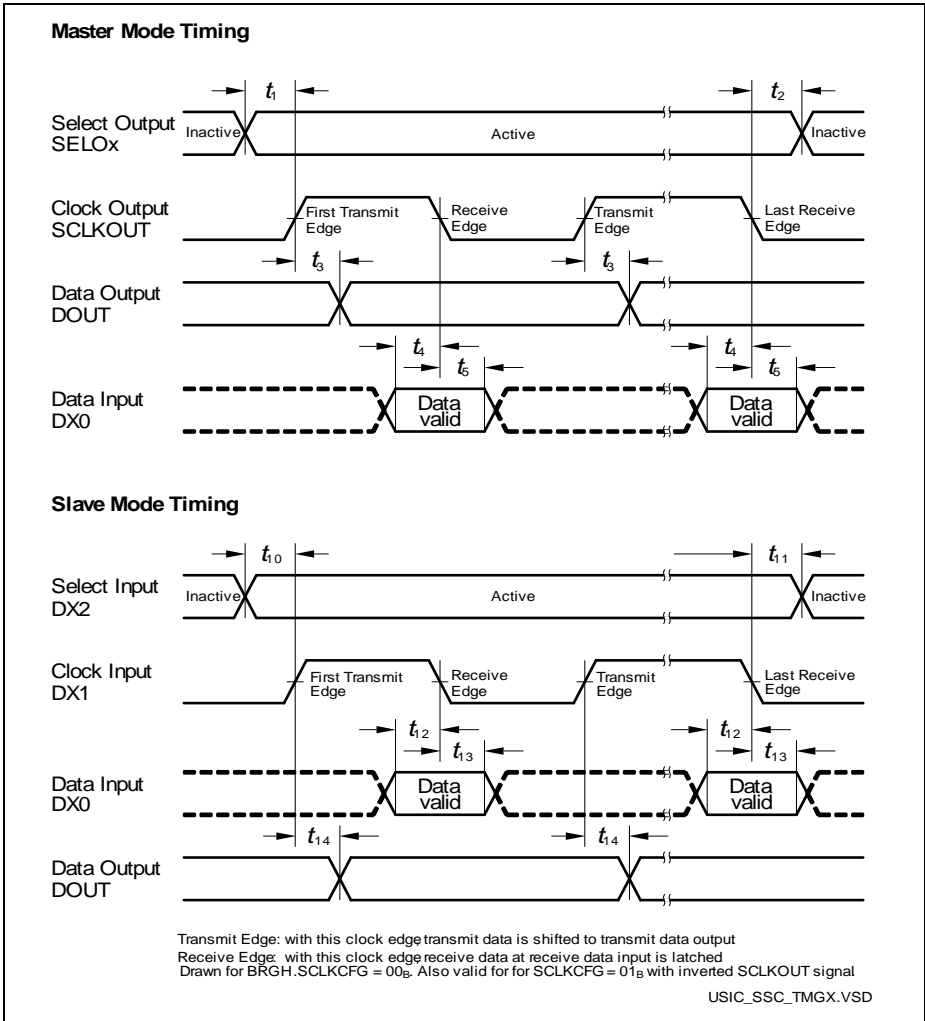 Master Mode Timing
t1
t2
Select Output
SELOx
Inactive
Active
Inactive
Clock Output
SCLKOUT
First Transmit
Edge
Receive
Edge
Transmit
Edge
Last Receive
Edge
t3
t3
Data Output
DOUT
t4
t5
t4
t5
Data Input
DX0
Data
valid
Data
valid
Slave Mode Timing
t10
t11
Select Input
DX2
Inactive
Active
Inactive
Clock Input
DX1
First Transmit
Edge
Receive
Edge
Transmit
Edge
Last Receive
Edge
t12
t13
t12
t13
Data Input
DX0
Data
valid
Data
valid
t14
t14
Data Output
DOUT
Transmit Edge: with this clock edge, transmit data is shifted to transmit data output
Receive Edge: with this clock edge, receive data at receive data input is latched
Drawn for BRGH.SCLKCFG = 00B. Also valid for for SCLKCFG = 01B with inverted SCLKOUT signal
USIC_SSC_TMGX.VSD